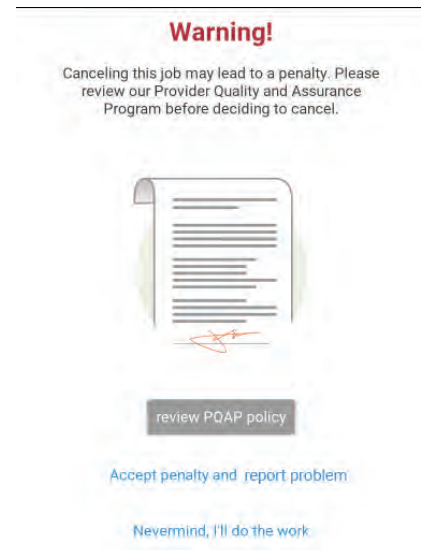 Warning!
Canceling this job may lead to a penalty. Please
review our Provider Quality and Assurance
Program before deciding to cancel.
review PQAP policy
Accept penalty and report problem
Nevermind, I'll do the work